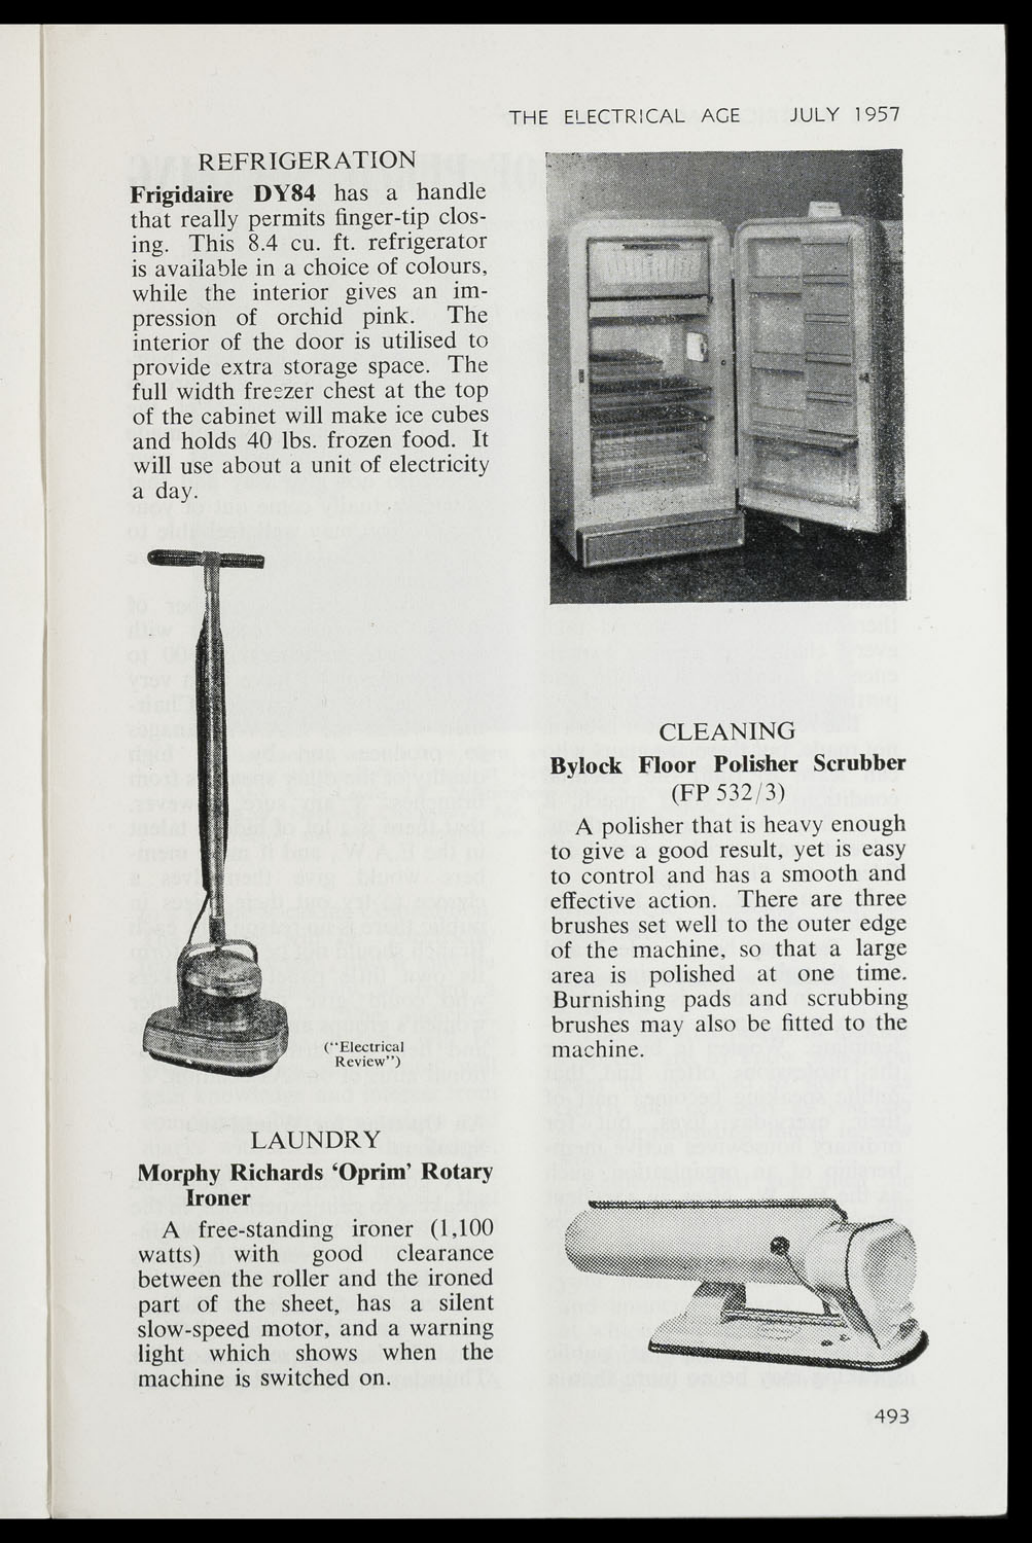 THE ELECTRICAL AGE JULY 1957
REFRIGERATION
Frigidaire DY84 has a handle
that really permits finger-tip clos-
ing. This 8.4 cu. ft. refrigerator
is available in a choice of colours,
while the interior gives an im-
pression of orchid pink. The
interior of the door is utilised to
provide extra storage space. The
full width freezer chest at the top
of the cabinet will make ice cubes
and holds 40 lbs. frozen food. It
will use about a unit of electricity
a day.
("Electrical
Review")
CLEANING
Bylock Floor Polisher Scrubber
(FP 532/3)
A polisher that is heavy enough
to give a good result, yet is easy
to control and has a smooth and
effective action. There are three
brushes set well to the outer edge
of the machine, so that a large
area is polished at one time.
Burnishing pads and scrubbing
brushes may also be fitted to the
machine.
LAUNDRY
Morphy Richards 'Oprim' Rotary
Ironer
A free-standing ironer (1,100
watts) with good clearance
between the roller and the ironed
part of the sheet, has a silent
slow-speed motor, and a warning
light which shows when the
machine is switched on.
493